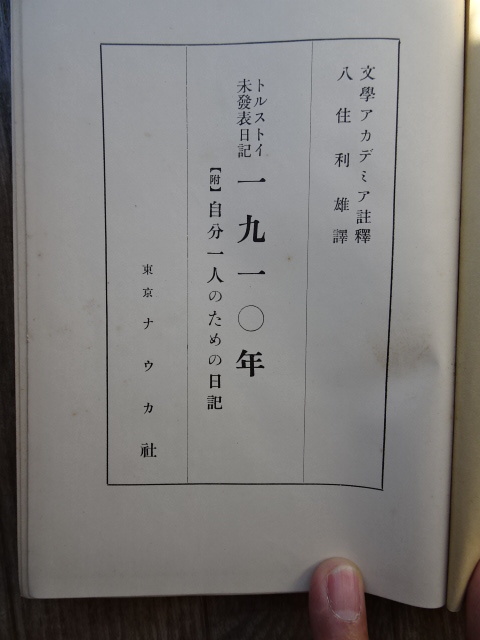 文學アカデミア註釋
八住利雄譯
トルストイ
未發表日記
一九一〇年
【附】自分一人のための日記
東京ナウカ社